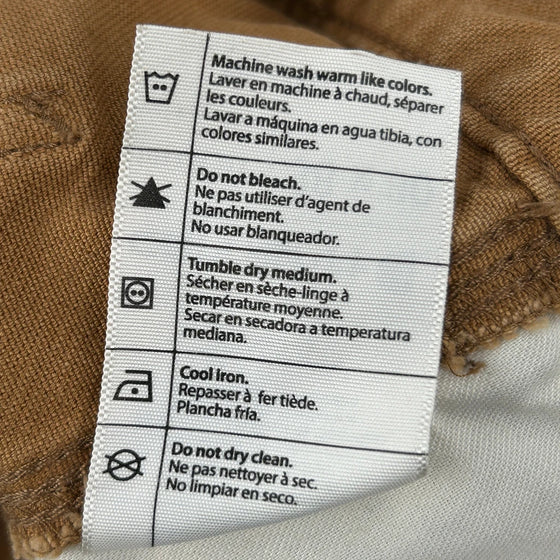 Machine wash warm like colors.
Laver en machine à chaud, séparer
les couleurs.
Lavar a máquina en agua tibia, con
colores similares.
Do not bleach.
Ne pas utiliser d'agent de
blanchiment.
No usar blanqueador.
Tumble dry medium.
Sécher en sèche-linge à
température moyenne.
Secar en secadora a temperatura
mediana.
Cool iron.
Repasser à fer tiède.
Plancha fría.
Do not dry clean.
Ne pas nettoyer à sec.
No limpiar en seco.